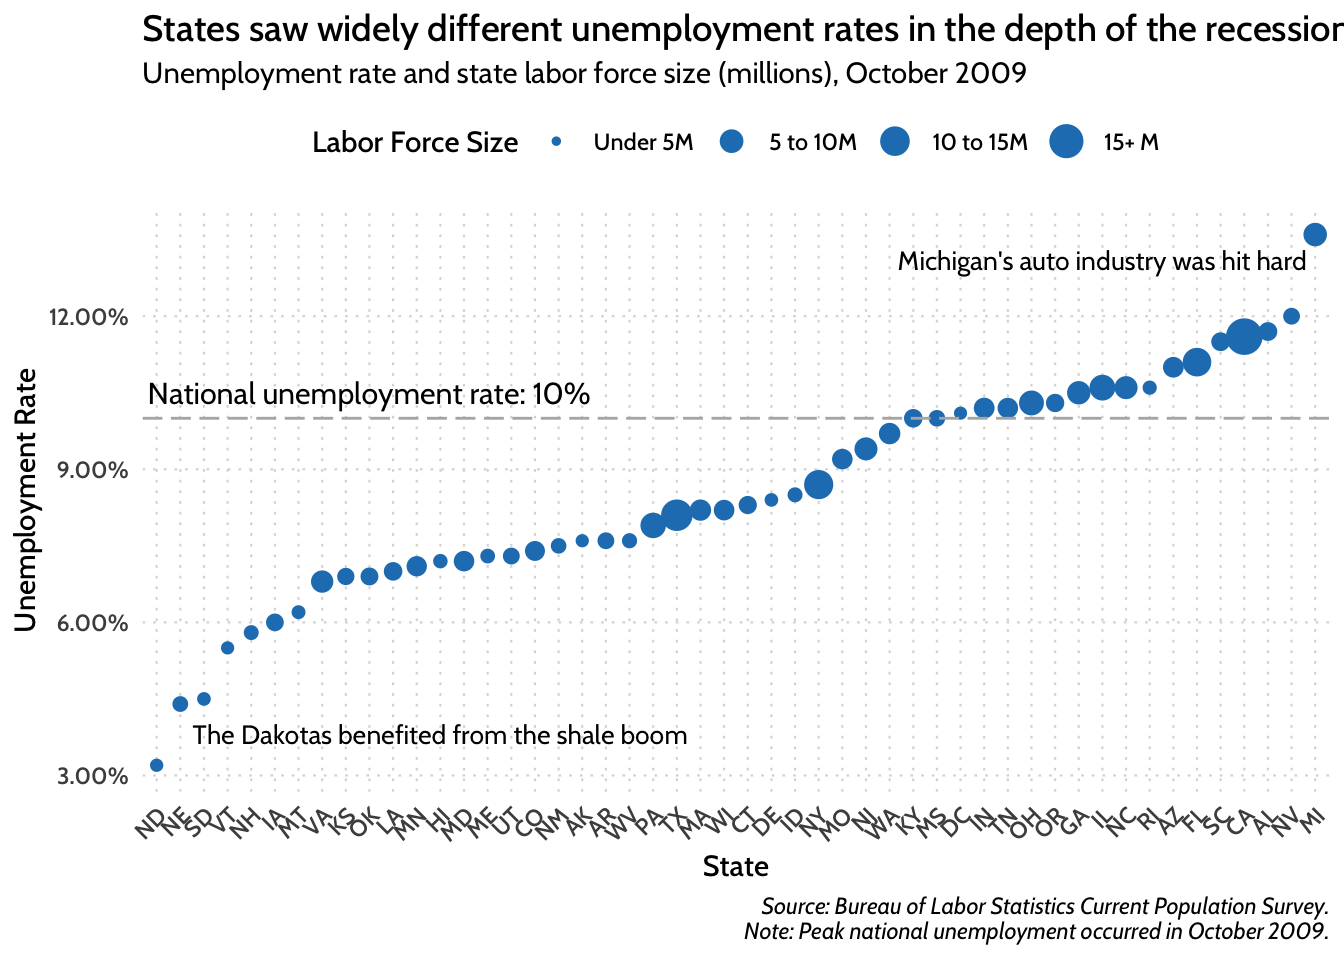 States saw widely different unemployment rates in the depth of the recession
Unemployment rate and state labor force size (millions), October 2009
Labor Force Size Under 5M 5 to 10M 10 to 15M 15+ M
Michigan's auto industry was hit hard
12.00%
National unemployment rate: 10%
9.00%
Unemployment Rate
6.00%
The Dakotas benefited from the shale boom
3.00%
ND NE SD VT NH IA MT VA KS OK LA MN HI MD ME UT CO NM AK AR WV PA TX MA WI CT DE ID NY MO NJ WA KY MS DC IN TN OH OR GA IL NC RI AZ FL SC CA AL NV MI
State
Source: Bureau of Labor Statistics Current Population Survey.
Note: Peak national unemployment occurred in October 2009.